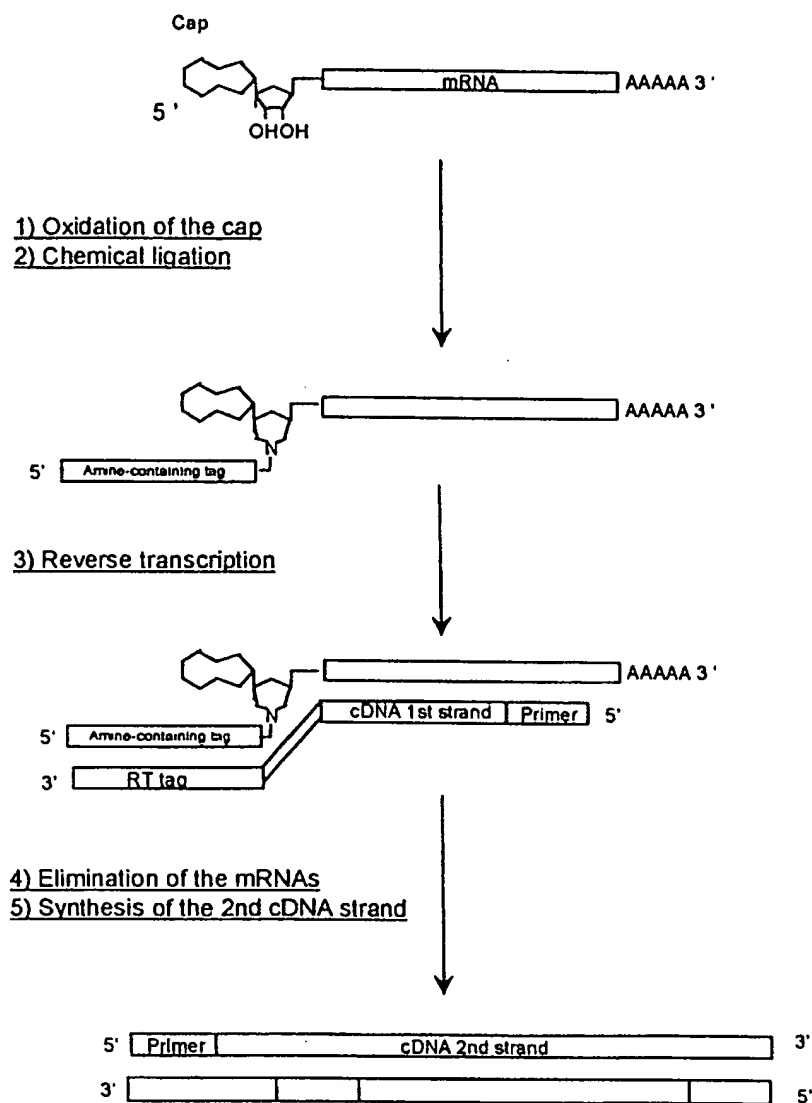 Cap
mRNA AAAAA 3 '
5 '
OHOH
1) Oxidation of the cap
2) Chemical ligation
AAAAA 3 '
5' Amine-containing tag
N
3) Reverse transcription
AAAAA 3 '
cDNA 1st strand Primer 5'
N
5' Amine-containing tag
3' RT tag
4) Elimination of the mRNAs
5) Synthesis of the 2nd cDNA strand
5' Primer cDNA 2nd strand 3'
3' 5'